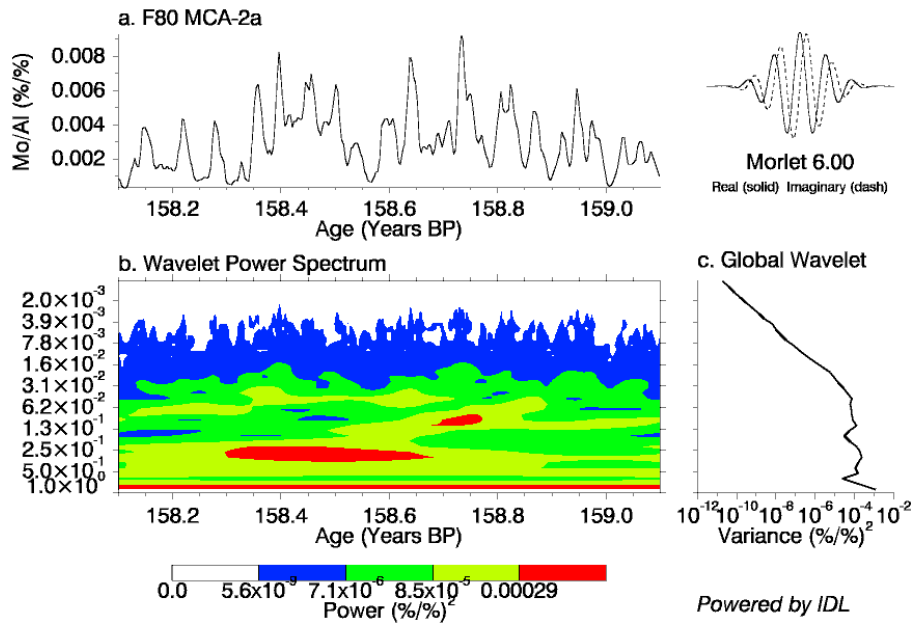 a. F80 MCA-2a
Mo/Al (%/%)
0.008
0.006
0.004
0.002
158.2 158.4 158.6 158.8 159.0
Age (Years BP)
Morlet 6.00
Real (solid) Imaginary (dash)
b. Wavelet Power Spectrum
2.0×10⁻³
3.9×10⁻³
7.8×10⁻³
1.6×10⁻²
3.1×10⁻²
6.2×10⁻²
1.3×10⁻¹
2.5×10⁻¹
5.0×10⁻¹
1.0×10⁰
158.2 158.4 158.6 158.8 159.0
Age (Years BP)
c. Global Wavelet
10⁻¹² 10⁻¹⁰ 10⁻⁸ 10⁻⁶ 10⁻⁴ 10⁻²
Variance (%/%)²
0.0 5.6x10⁻⁹ 7.1x10⁻⁶ 8.5x10⁻⁵ 0.00029
Power (%/%)²
Powered by IDL